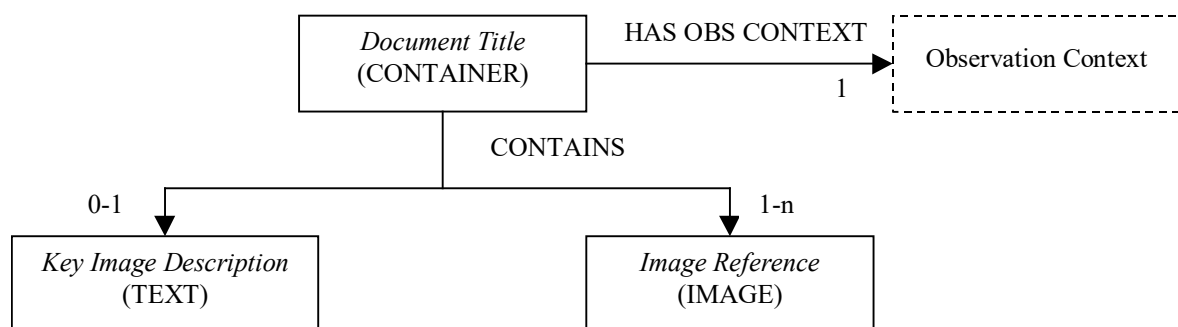 Document Title
(CONTAINER)
HAS OBS CONTEXT
1
Observation Context
CONTAINS
0-1
1-n
Key Image Description
(TEXT)
Image Reference
(IMAGE)